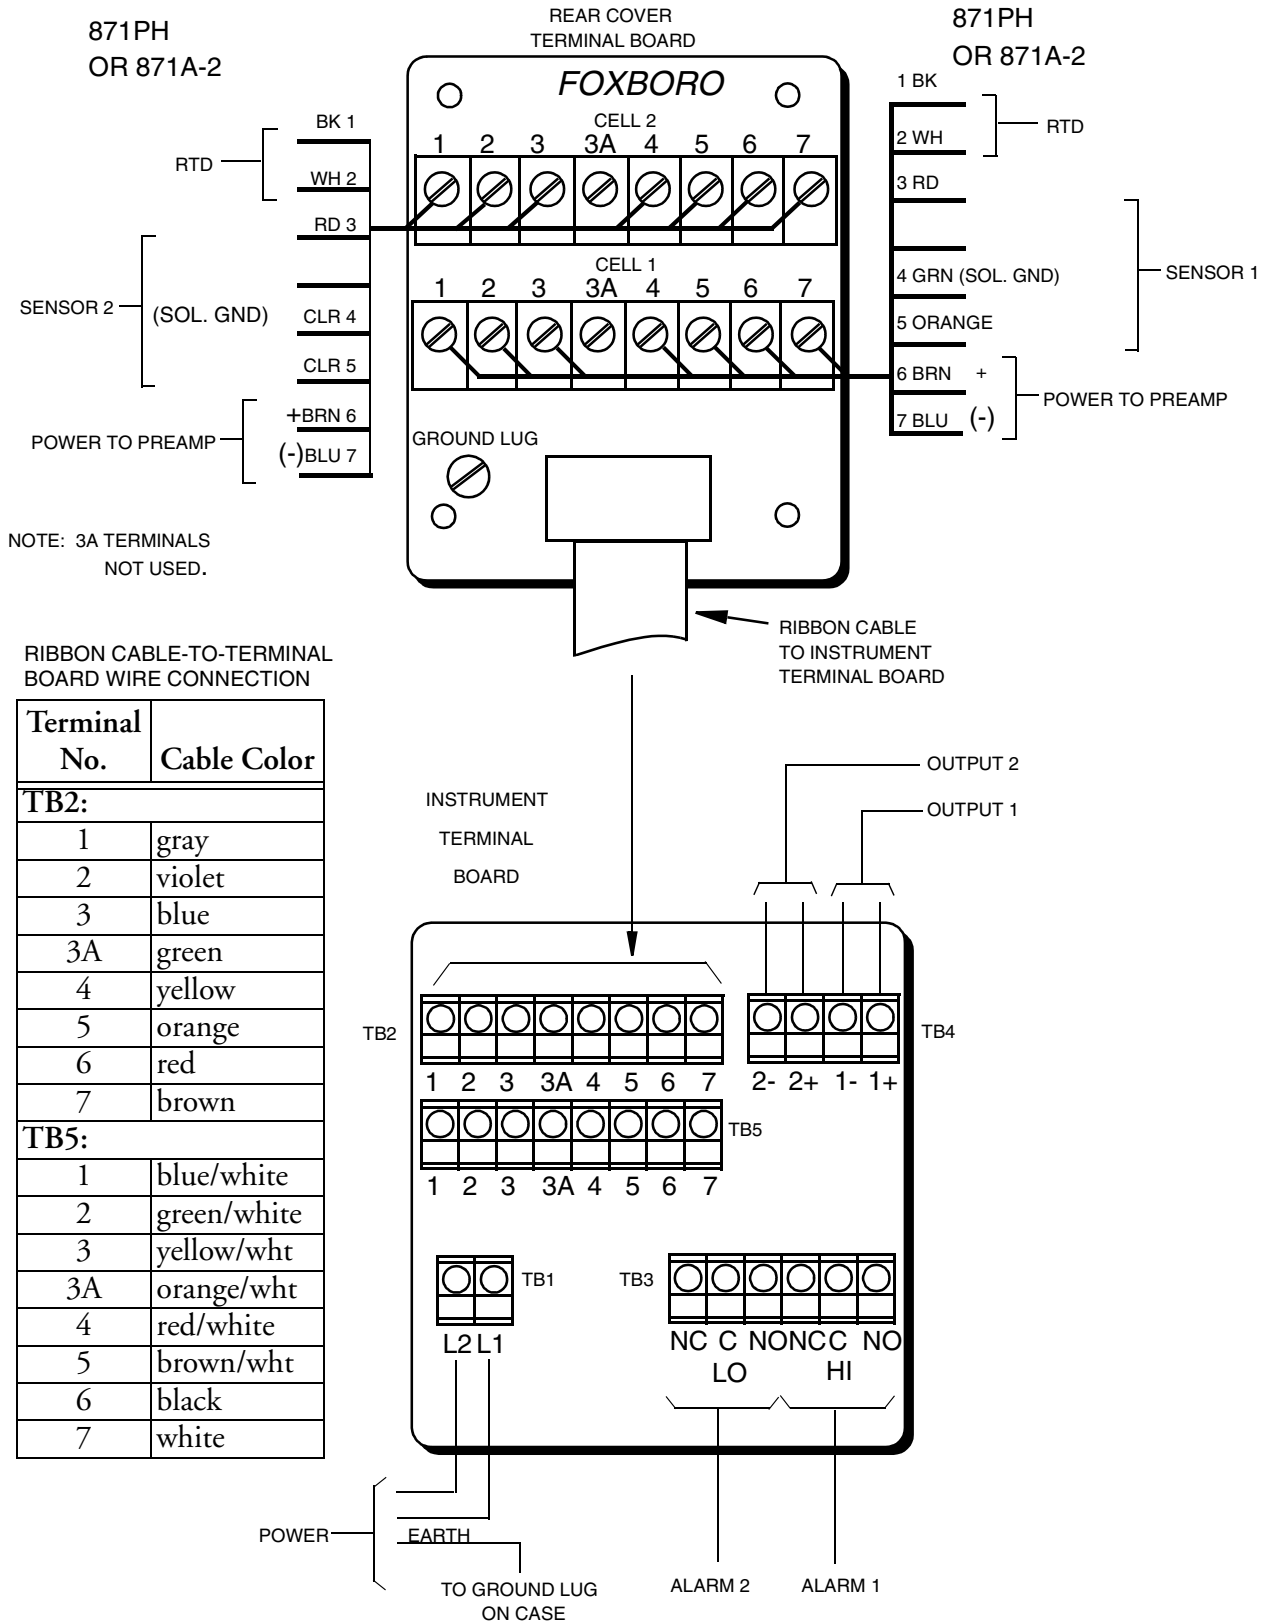 REAR COVER
TERMINAL BOARD
871PH
OR 871A-2
871PH
OR 871A-2
FOXBORO
CELL 2
1 2 3 3A 4 5 6 7
CELL 1
1 2 3 3A 4 5 6 7
GROUND LUG
BK 1
WH 2
RTD
RD 3
SENSOR 2
(SOL. GND)
CLR 4
CLR 5
+BRN 6
POWER TO PREAMP
(-)BLU 7
1 BK
RTD
2 WH
3 RD
4 GRN (SOL. GND)
SENSOR 1
5 ORANGE
6 BRN +
POWER TO PREAMP
7 BLU (-)
NOTE: 3A TERMINALS
NOT USED.
RIBBON CABLE
TO INSTRUMENT
TERMINAL BOARD
RIBBON CABLE-TO-TERMINAL
BOARD WIRE CONNECTION
Terminal
No. Cable Color
TB2:
1 gray
2 violet
3 blue
3A green
4 yellow
5 orange
6 red
7 brown
TB5:
1 blue/white
2 green/white
3 yellow/wht
3A orange/wht
4 red/white
5 brown/wht
6 black
7 white
INSTRUMENT
TERMINAL
BOARD
OUTPUT 2
OUTPUT 1
TB2
1 2 3 3A 4 5 6 7
TB4
2- 2+ 1- 1+
TB5
1 2 3 3A 4 5 6 7
TB1
L2 L1
TB3
NC C NO NC C NO
LO HI
POWER
EARTH
TO GROUND LUG
ON CASE
ALARM 2
ALARM 1